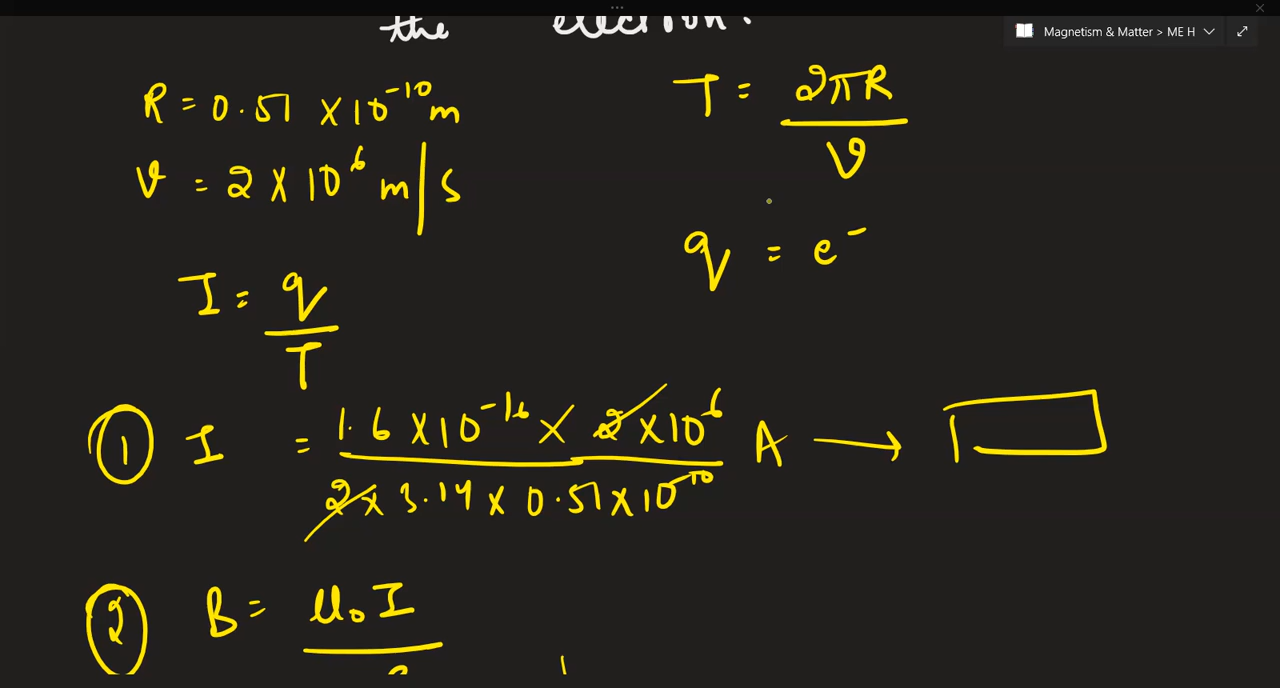 the electron.
Magnetism & Matter > ME H
R = 0.51 × 10⁻¹⁰ m
T = 2πR / V
V = 2 × 10⁶ m/s
q = e⁻
I = q / T
① I = 1.6 × 10⁻¹⁶ × 2 × 10⁶ / 2 × 3.14 × 0.51 × 10⁻¹⁰ A →
② B = μ₀ I